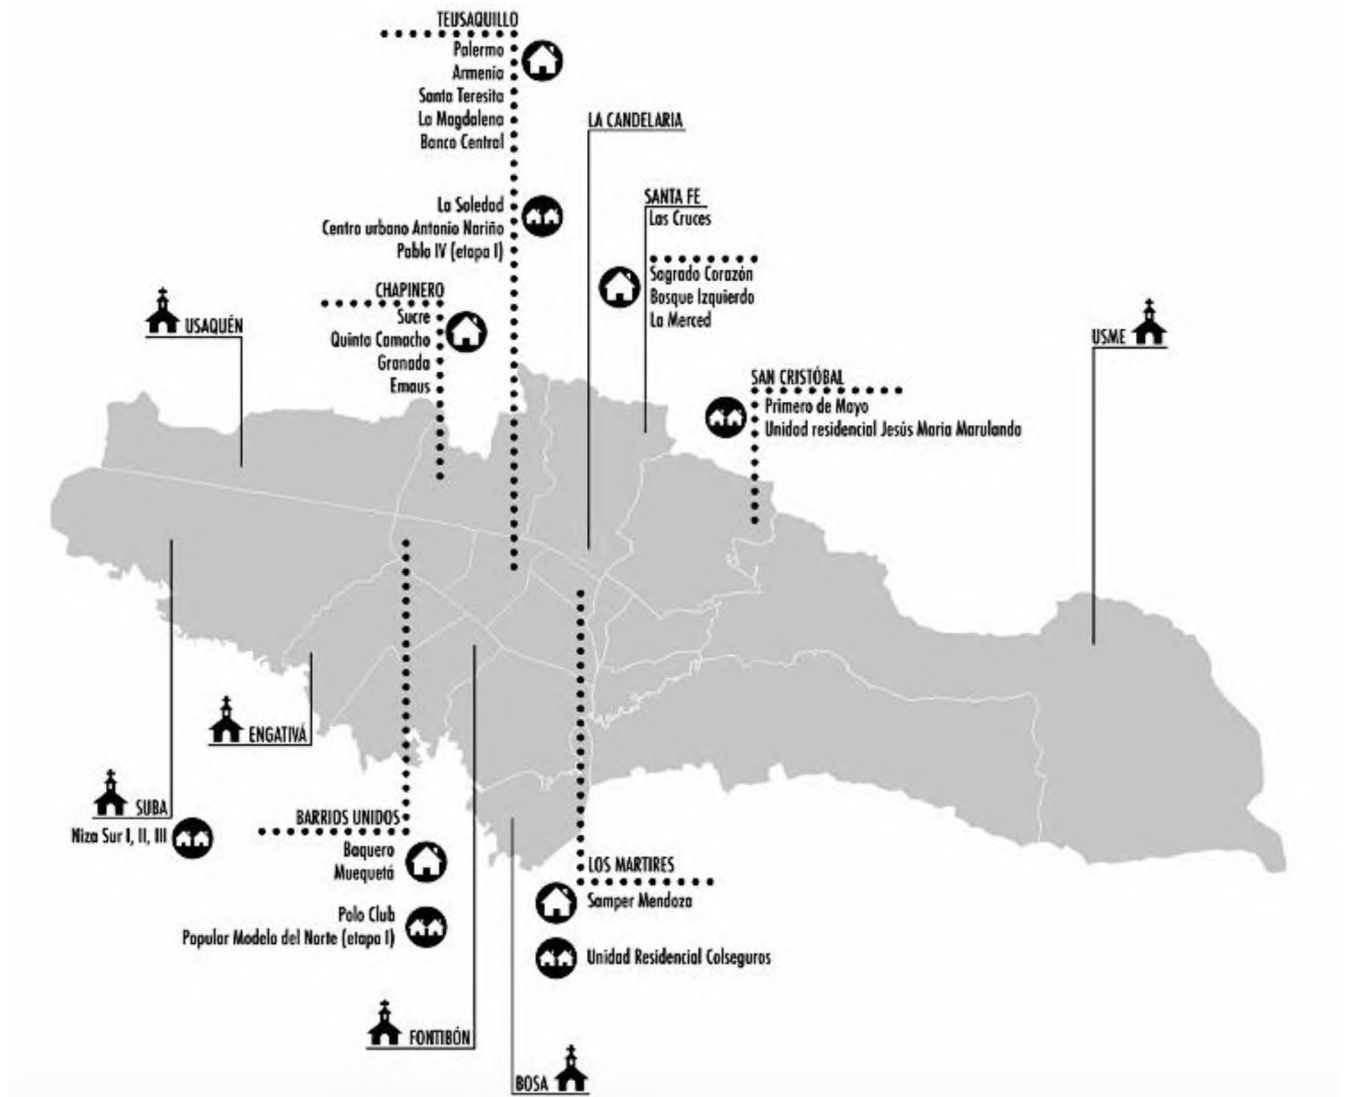 TEUSAQUILLO
Palermo
Armenia
Santa Teresita
La Magdalena
Banco Central
La Soledad
Centro urbano Antonio Nariño
Pablo IV (etapa I)
LA CANDELARIA
SANTA FE
Las Cruces
Sagrado Corazón
Bosque Izquierdo
La Merced
CHAPINERO
Sucre
Quinta Camacho
Granada
Emaus
USAQUÉN
USME
SAN CRISTÓBAL
Primero de Mayo
Unidad residencial Jesús Maria Marulanda
ENGATIVÁ
SUBA
Niza Sur I, II, III
BARRIOS UNIDOS
Baquero
Muequetá
Polo Club
Popular Modelo del Norte (etapa I)
LOS MARTIRES
Samper Mendoza
Unidad Residencial Colseguros
FONTIBÓN
BOSA